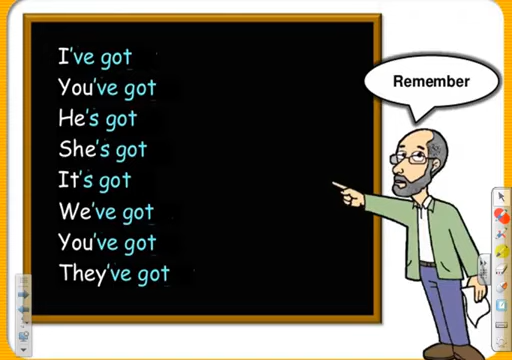 I've got
You've got
He's got
She's got
It's got
We've got
You've got
They've got
Remember